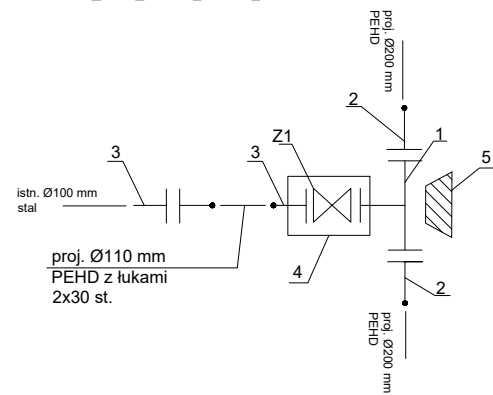 proj. Ø200 mm
PEHD
2
1
Z1
5
3
3
istn. Ø100 mm
stal
proj. Ø110 mm
PEHD z łukami
2x30 st.
4
2
proj. Ø200 mm
PEHD